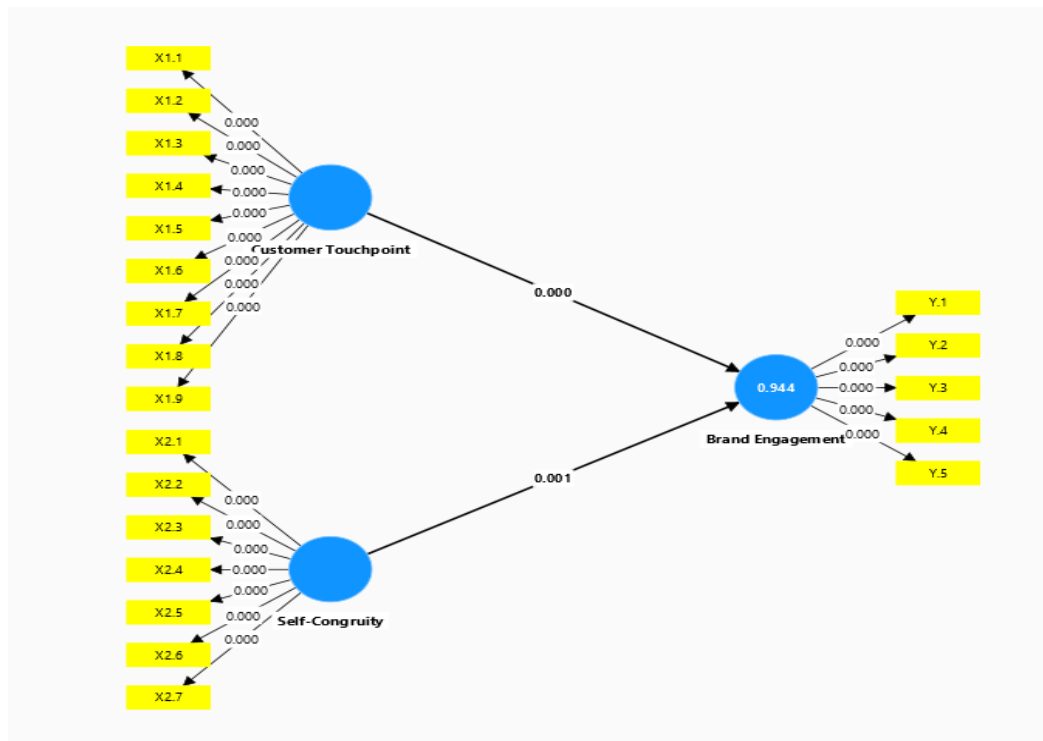 X1.1
X1.2
X1.3
X1.4
X1.5
X1.6
X1.7
X1.8
X1.9
0.000
0.000
0.000
0.000
0.000
0.000
0.000
0.000
0.000
Customer Touchpoint
0.000
X2.1
X2.2
X2.3
X2.4
X2.5
X2.6
X2.7
0.000
0.000
0.000
0.000
0.000
0.000
0.000
Self-Congruity
0.001
0.944
Brand Engagement
0.000
0.000
0.000
0.000
0.000
Y.1
Y.2
Y.3
Y.4
Y.5